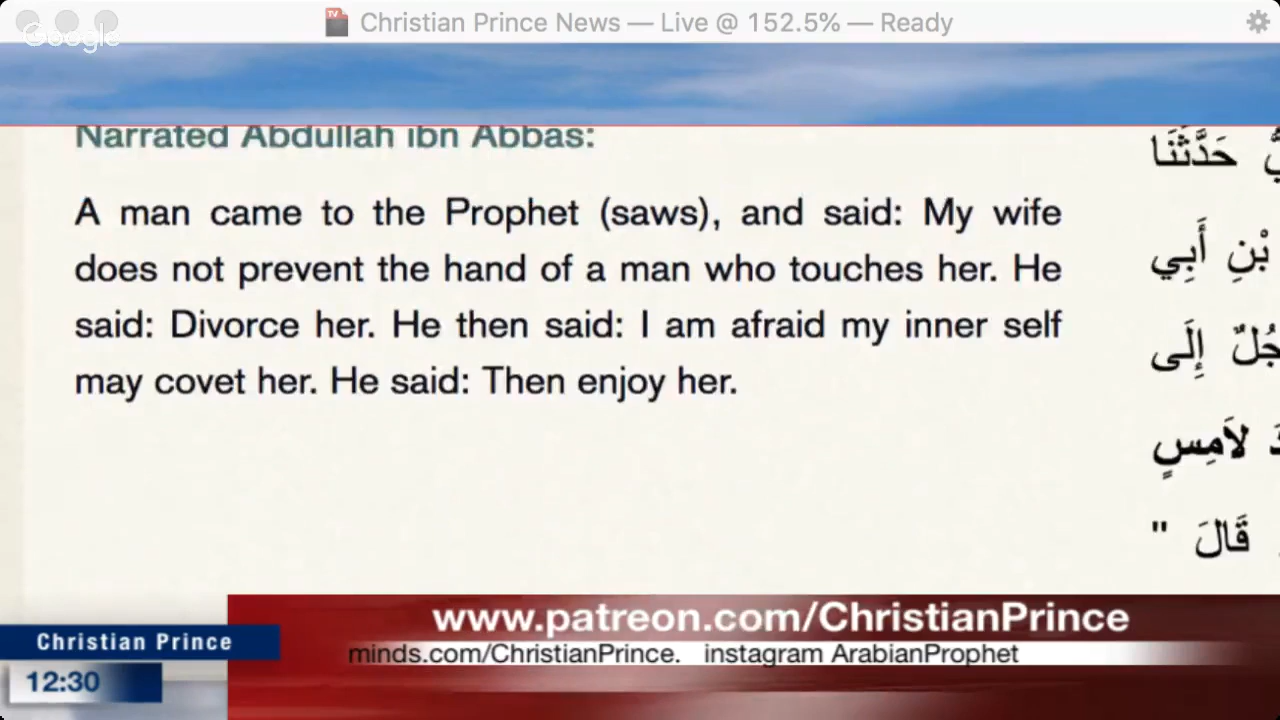 Christian Prince News — Live @ 152.5% — Ready
Google
Narrated Abdullah ibn Abbas:
A man came to the Prophet (saws), and said: My wife
does not prevent the hand of a man who touches her. He
said: Divorce her. He then said: I am afraid my inner self
may covet her. He said: Then enjoy her.
حَدَّثَنَا
بْنِ أَبِي
إِلَى
لاَمِسٍ
قَالَ "
www.patreon.com/ChristianPrince
minds.com/ChristianPrince. instagram ArabianProphet
Christian Prince
12:30